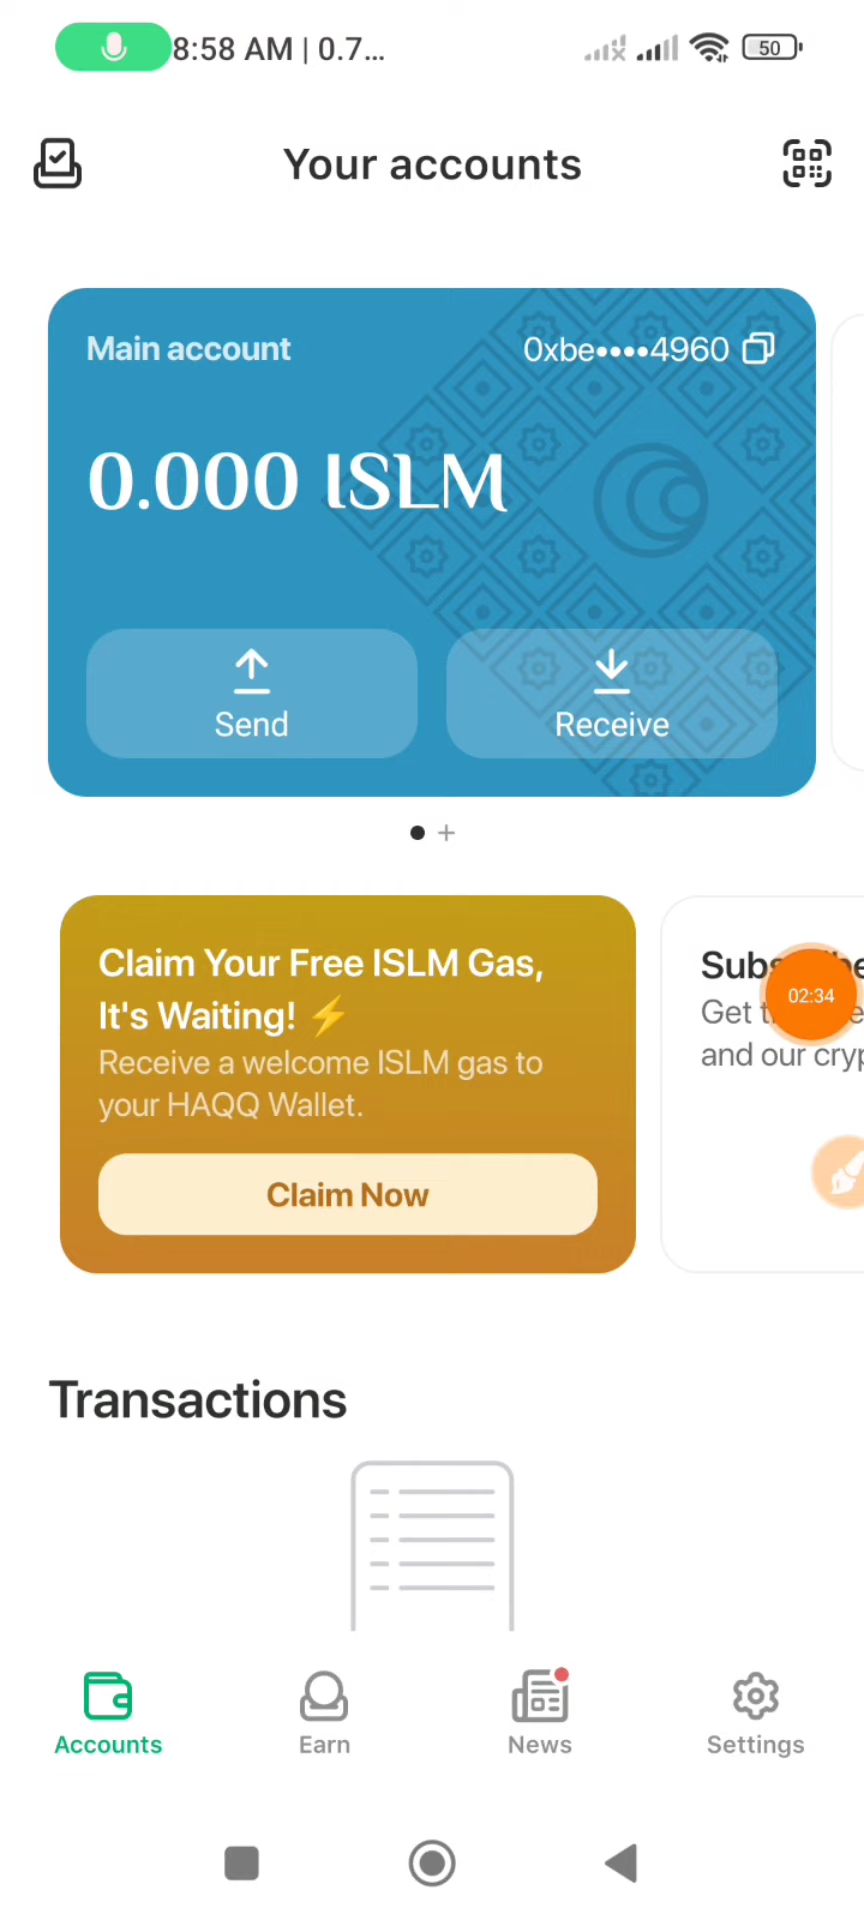 8:58 AM | 0.7...
50
Your accounts
Main account
0xbe••••4960
0.000 ISLM
Send
Receive
Claim Your Free ISLM Gas,
It's Waiting! ⚡
Receive a welcome ISLM gas to
your HAQQ Wallet.
Claim Now
Get
and our
02:34
Transactions
Accounts
Earn
News
Settings